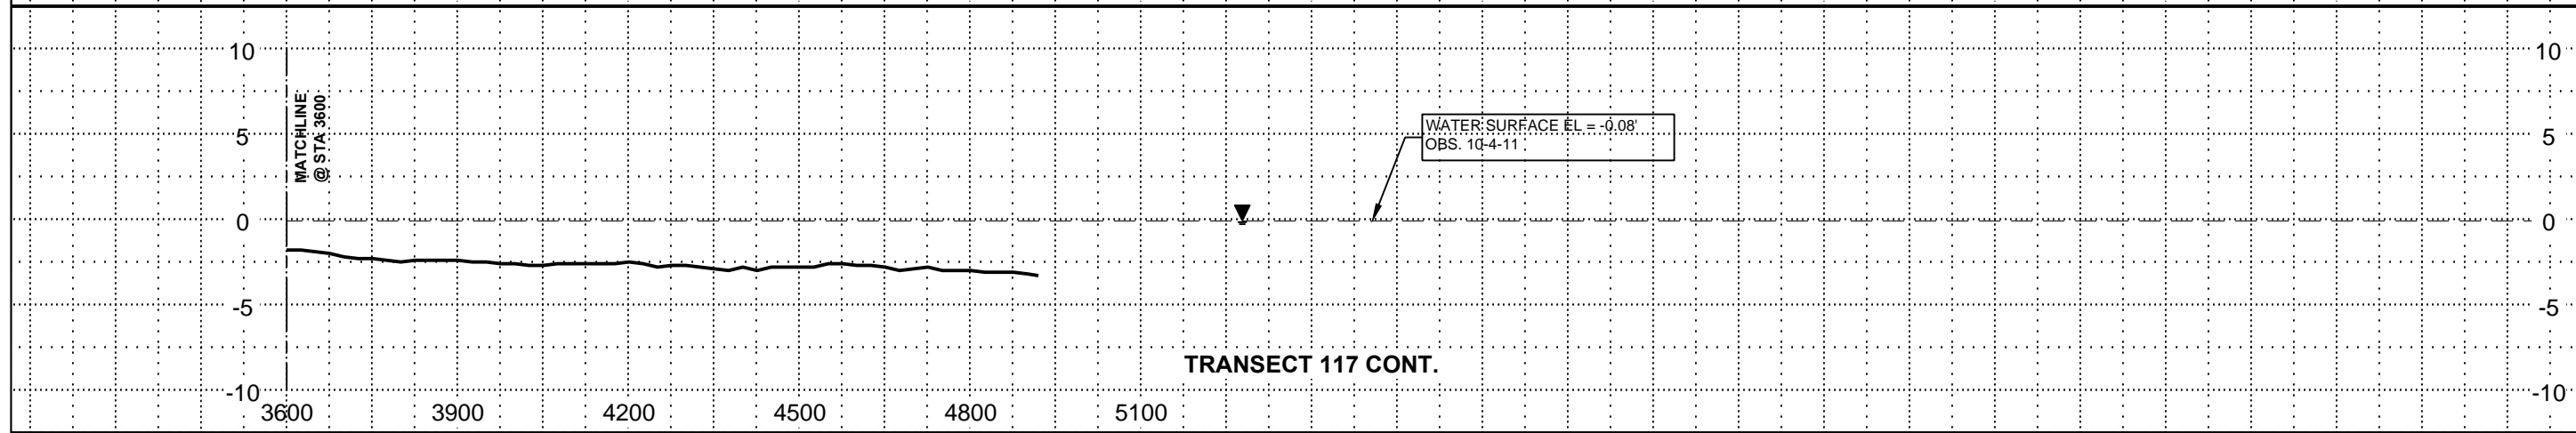 10
10
MATCHLINE
@ STA 3600
WATER SURFACE EL = -0.08'
OBS. 10-4-11
5
5
0
0
-5
-5
TRANSECT 117 CONT.
-10
-10
3600 3900 4200 4500 4800 5100